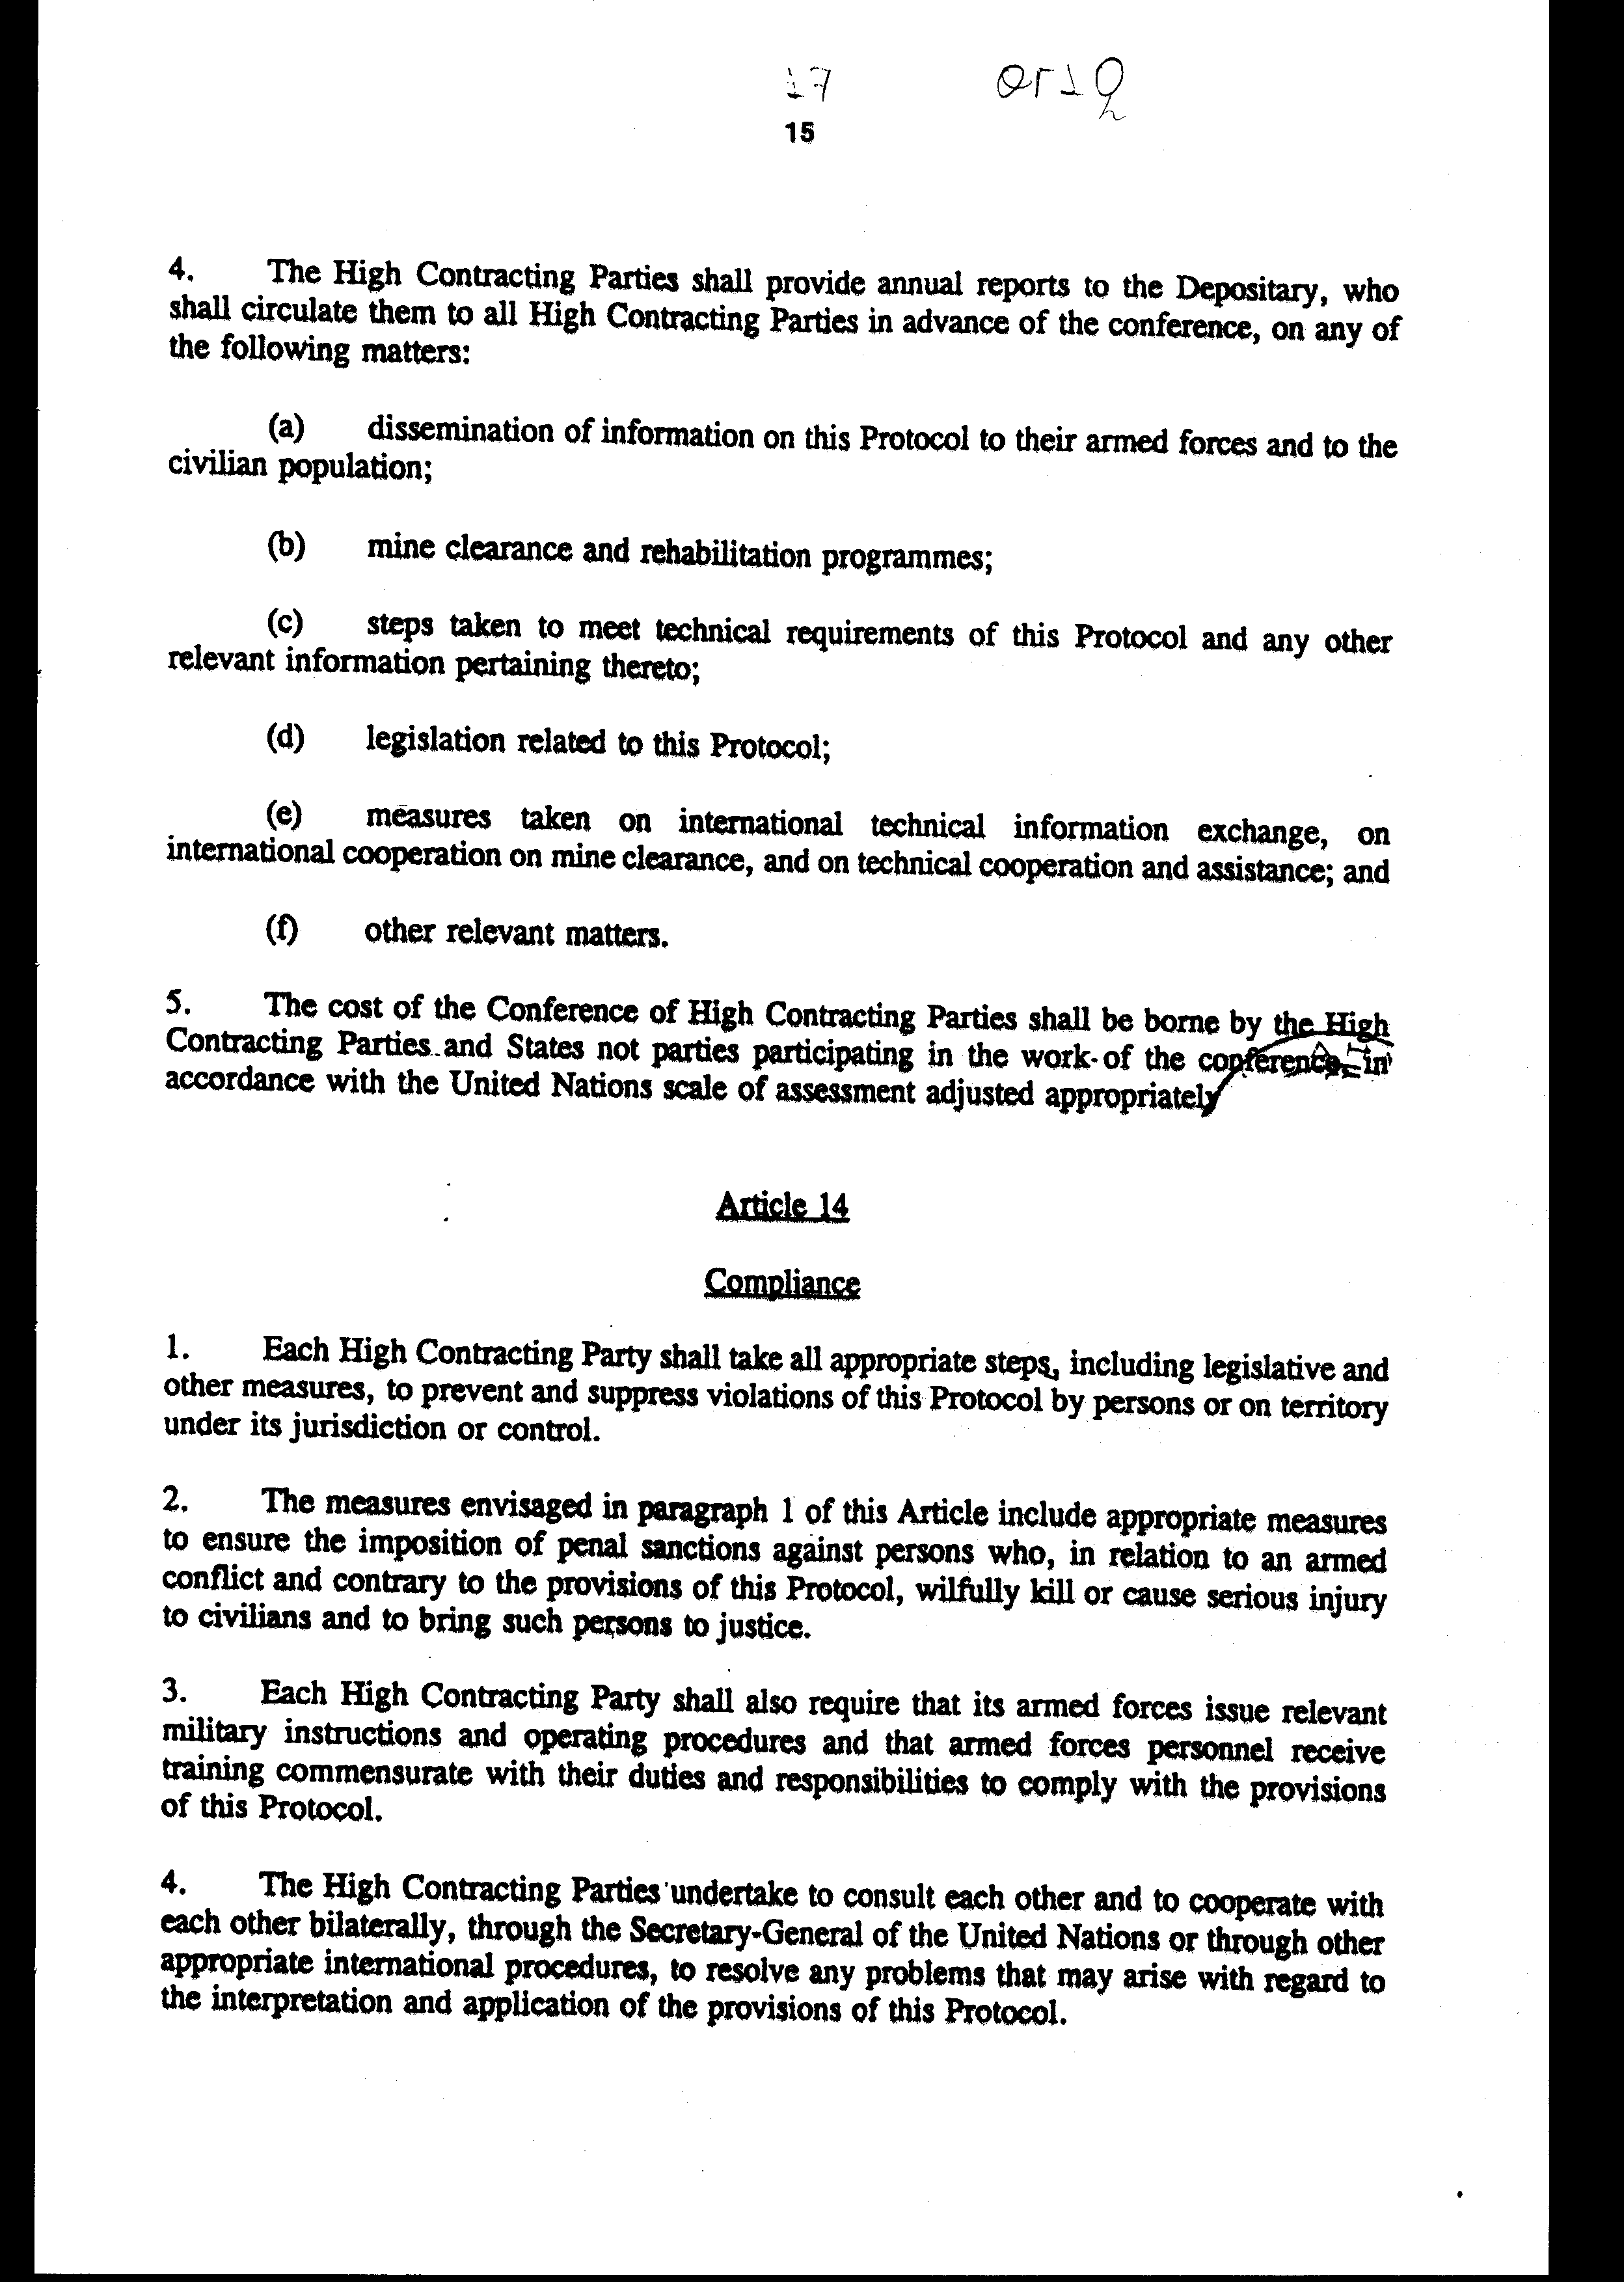 17
15
4. The High Contracting Parties shall provide annual reports to the Depositary, who
shall circulate them to all High Contracting Parties in advance of the conference, on any of
the following matters:
(a) dissemination of information on this Protocol to their armed forces and to the
civilian population;
(b) mine clearance and rehabilitation programmes;
(c) steps taken to meet technical requirements of this Protocol and any other
relevant information pertaining thereto;
(d) legislation related to this Protocol;
(e) measures taken on international technical information exchange, on
international cooperation on mine clearance, and on technical cooperation and assistance; and
(f) other relevant matters.
5. The cost of the Conference of High Contracting Parties shall be borne by the High
Contracting Parties and States not parties participating in the work of the conference, in
accordance with the United Nations scale of assessment adjusted appropriately
Article 14
Compliance
1. Each High Contracting Party shall take all appropriate steps, including legislative and
other measures, to prevent and suppress violations of this Protocol by persons or on territory
under its jurisdiction or control.
2. The measures envisaged in paragraph 1 of this Article include appropriate measures
to ensure the imposition of penal sanctions against persons who, in relation to an armed
conflict and contrary to the provisions of this Protocol, wilfully kill or cause serious injury
to civilians and to bring such persons to justice.
3. Each High Contracting Party shall also require that its armed forces issue relevant
military instructions and operating procedures and that armed forces personnel receive
training commensurate with their duties and responsibilities to comply with the provisions
of this Protocol.
4. The High Contracting Parties undertake to consult each other and to cooperate with
each other bilaterally, through the Secretary-General of the United Nations or through other
appropriate international procedures, to resolve any problems that may arise with regard to
the interpretation and application of the provisions of this Protocol.